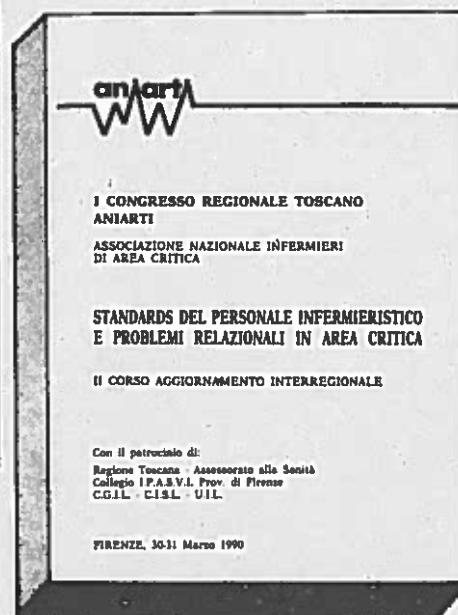 aniarti
I CONGRESSO REGIONALE TOSCANO
ANIARTI
ASSOCIAZIONE NAZIONALE INFERMIERI
DI AREA CRITICA
STANDARDS DEL PERSONALE INFERMIERISTICO
E PROBLEMI RELAZIONALI IN AREA CRITICA
II CORSO AGGIORNAMENTO INTERREGIONALE
Con il patrocinio di:
Regione Toscana - Assessorato alla Sanità
Collegio I.P.A.S.V.I. Prov. di Firenze
C.G.I.L. - C.I.S.L. - U.I.L.
FIRENZE, 30-31 Marzo 1990